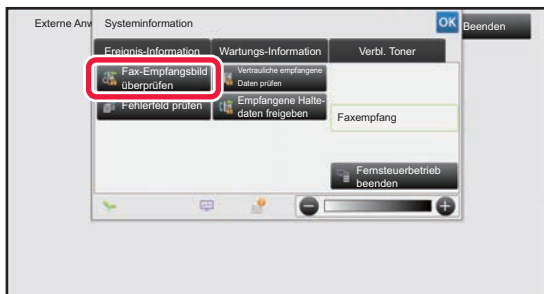 Externe Anw
Systeminformation
OK
Beenden
Ereignis-Information
Wartungs-Information
Verbl. Toner
Fax-Empfangsbild
überprüfen
Vertrauliche empfangene
Daten prüfen
Fehlerfeld prüfen
Empfangene Halte-
daten freigeben
Faxempfang
Fernsteuerbetrieb
beenden